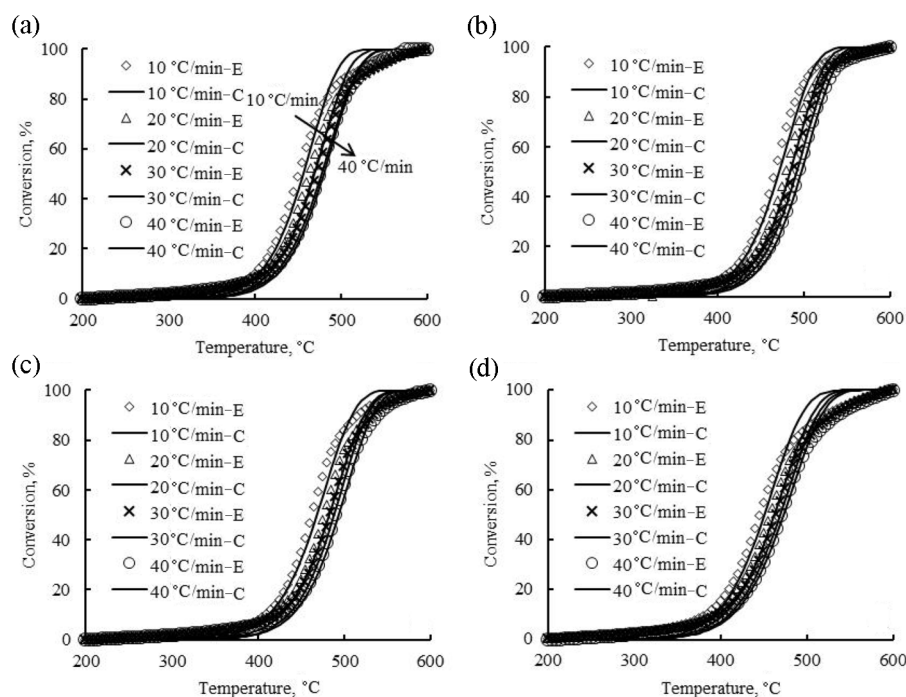 (a)
100
80
60
40
20
0
Conversion, %
10 °C/min–E
10 °C/min–C
20 °C/min–E
20 °C/min–C
30 °C/min–E
30 °C/min–C
40 °C/min–E
40 °C/min–C
10 °C/min
40 °C/min
200
300
400
500
600
Temperature, °C
(b)
100
80
60
40
20
0
Conversion, %
10 °C/min–E
10 °C/min–C
20 °C/min–E
20 °C/min–C
30 °C/min–E
30 °C/min–C
40 °C/min–E
40 °C/min–C
200
300
400
500
600
Temperature, °C
(c)
100
80
60
40
20
0
Conversion, %
10 °C/min–E
10 °C/min–C
20 °C/min–E
20 °C/min–C
30 °C/min–E
30 °C/min–C
40 °C/min–E
40 °C/min–C
200
300
400
500
600
Temperature, °C
(d)
100
80
60
40
20
0
Conversion, %
10 °C/min–E
10 °C/min–C
20 °C/min–E
20 °C/min–C
30 °C/min–E
30 °C/min–C
40 °C/min–E
40 °C/min–C
200
300
400
500
600
Temperature, °C